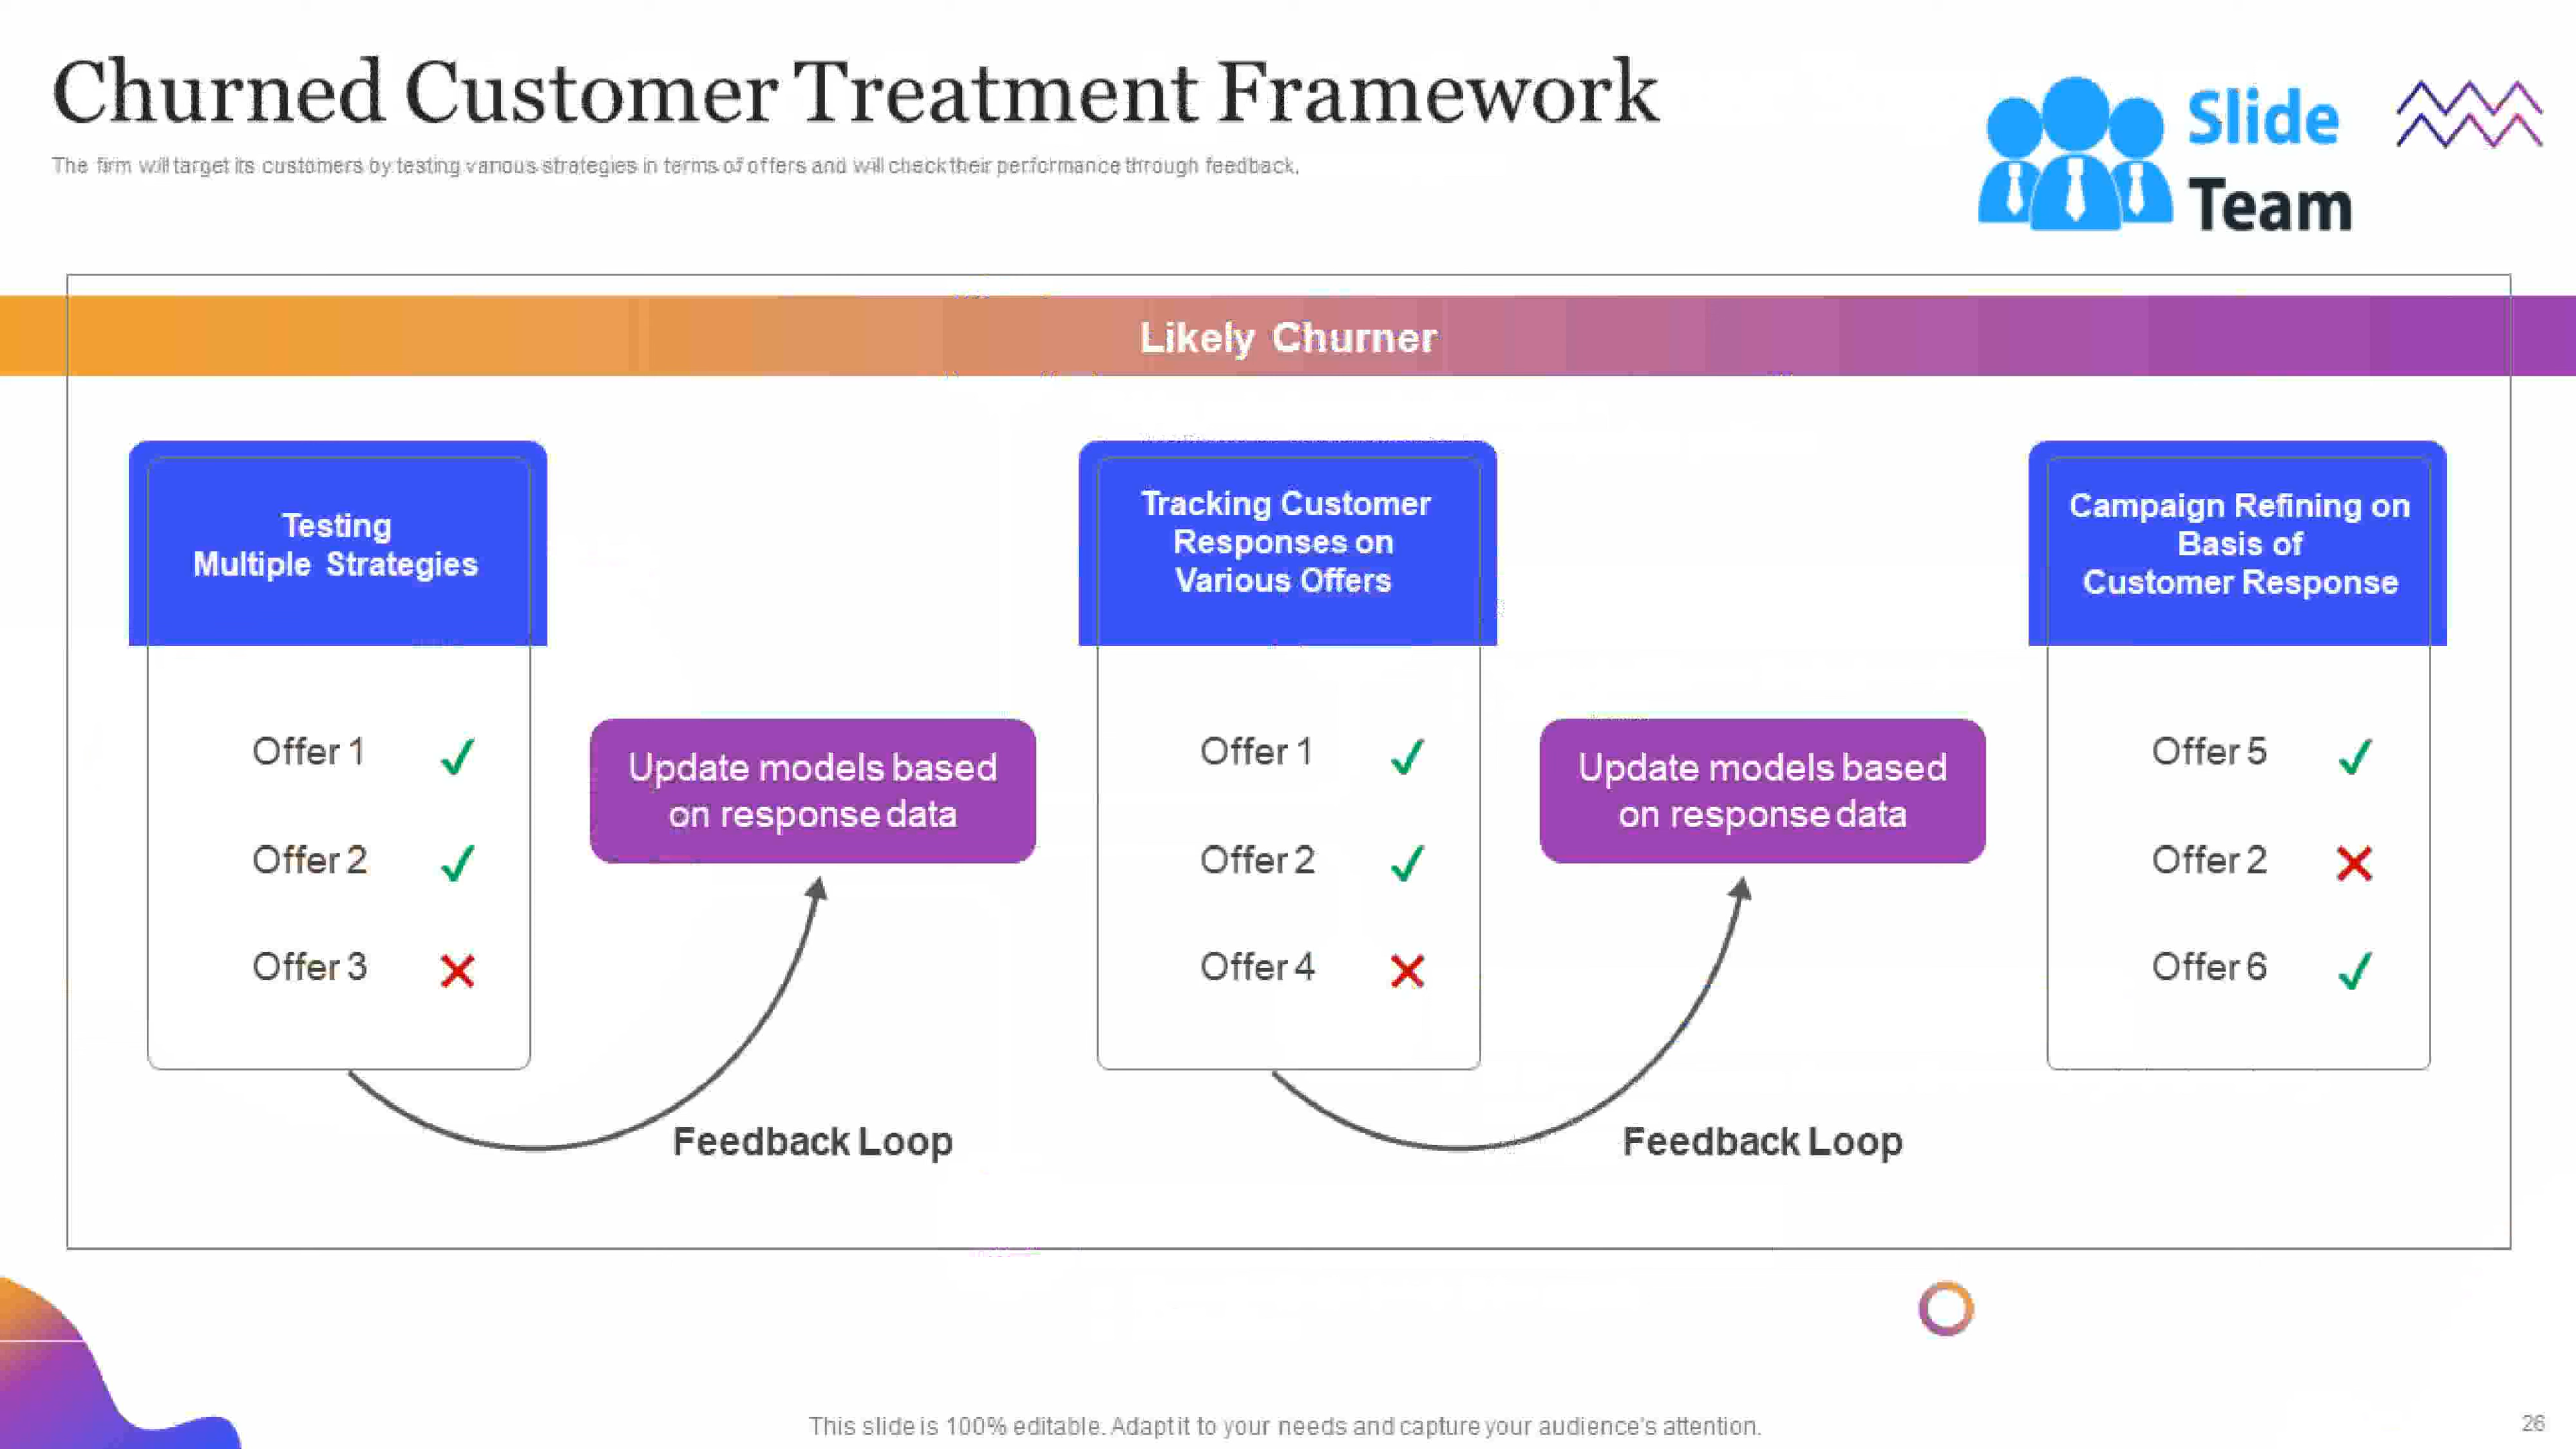 Churned Customer Treatment Framework
The firm will target its customers by testing various strategies in terms of offers and will check their performance through feedback.
Slide
Team
Likely Churner
Testing
Multiple Strategies
Offer 1
Offer 2
Offer 3
Update models based
on response data
Feedback Loop
Tracking Customer
Responses on
Various Offers
Offer 1
Offer 2
Offer 4
Update models based
on response data
Feedback Loop
Campaign Refining on
Basis of
Customer Response
Offer 5
Offer 2
Offer 6
This slide is 100% editable. Adapt it to your needs and capture your audience's attention.
26